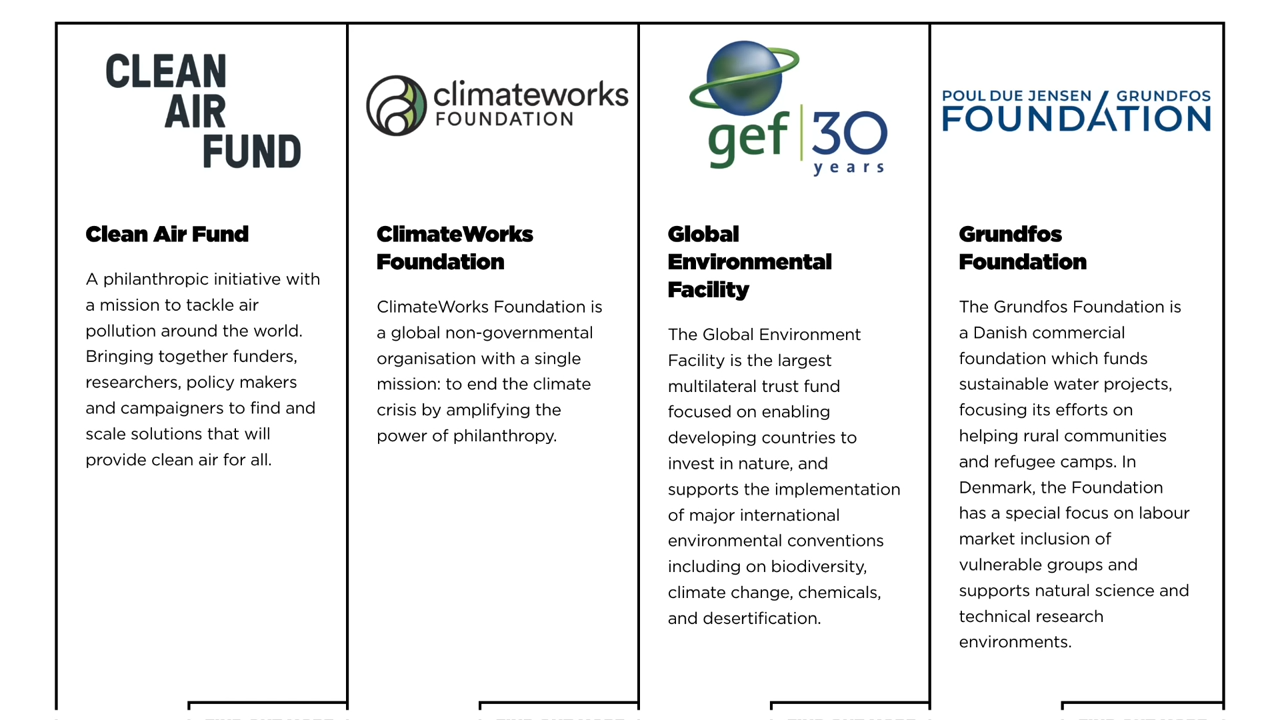 CLEAN
AIR
FUND
Clean Air Fund
A philanthropic initiative with
a mission to tackle air
pollution around the world.
Bringing together funders,
researchers, policy makers
and campaigners to find and
scale solutions that will
provide clean air for all.
climateworks
FOUNDATION
ClimateWorks
Foundation
ClimateWorks Foundation is
a global non-governmental
organisation with a single
mission: to end the climate
crisis by amplifying the
power of philanthropy.
gef 30
years
Global
Environmental
Facility
The Global Environment
Facility is the largest
multilateral trust fund
focused on enabling
developing countries to
invest in nature, and
supports the implementation
of major international
environmental conventions
including on biodiversity,
climate change, chemicals,
and desertification.
POUL DUE JENSEN / GRUNDFOS
FOUNDATION
Grundfos
Foundation
The Grundfos Foundation is
a Danish commercial
foundation which funds
sustainable water projects,
focusing its efforts on
helping rural communities
and refugee camps. In
Denmark, the Foundation
has a special focus on labour
market inclusion of
vulnerable groups and
supports natural science and
technical research
environments.